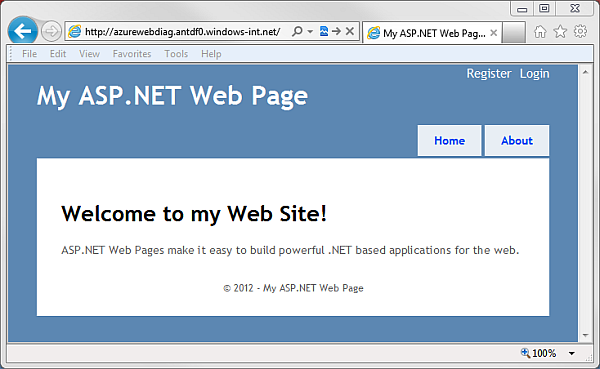 http://azurewebdiag.antdf0.windows-int.net/
My ASP.NET Web Pag...
File Edit View Favorites Tools Help
Register Login
My ASP.NET Web Page
Home About
Welcome to my Web Site!
ASP.NET Web Pages make it easy to build powerful .NET based applications for the web.
© 2012 - My ASP.NET Web Page
100%